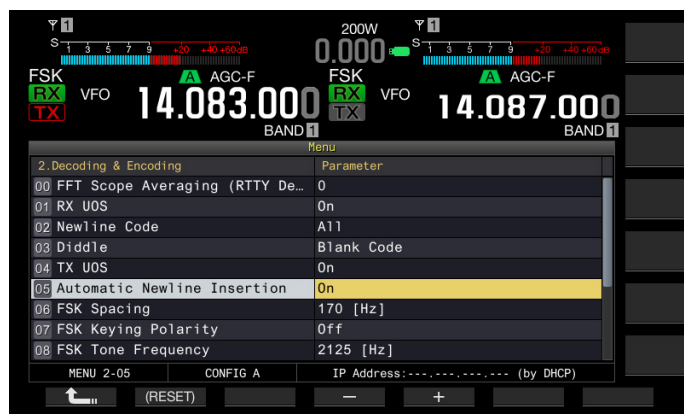 1 200W 1
S 1 3 5 7 9 +20 +40 +60dB 0.000 S 1 3 5 7 9 +20 +40 +60dB
FSK A AGC-F FSK A AGC-F
RX VFO 14.083.000 RX VFO 14.087.000
TX TX
BAND 1 BAND 1
Menu
2.Decoding & Encoding Parameter
00 FFT Scope Averaging (RTTY De… 0
01 RX UOS On
02 Newline Code All
03 Diddle Blank Code
04 TX UOS On
05 Automatic Newline Insertion On
06 FSK Spacing 170 [Hz]
07 FSK Keying Polarity Off
08 FSK Tone Frequency 2125 [Hz]
MENU 2-05 CONFIG A IP Address:---.---.---.--- (by DHCP)
(RESET) − +